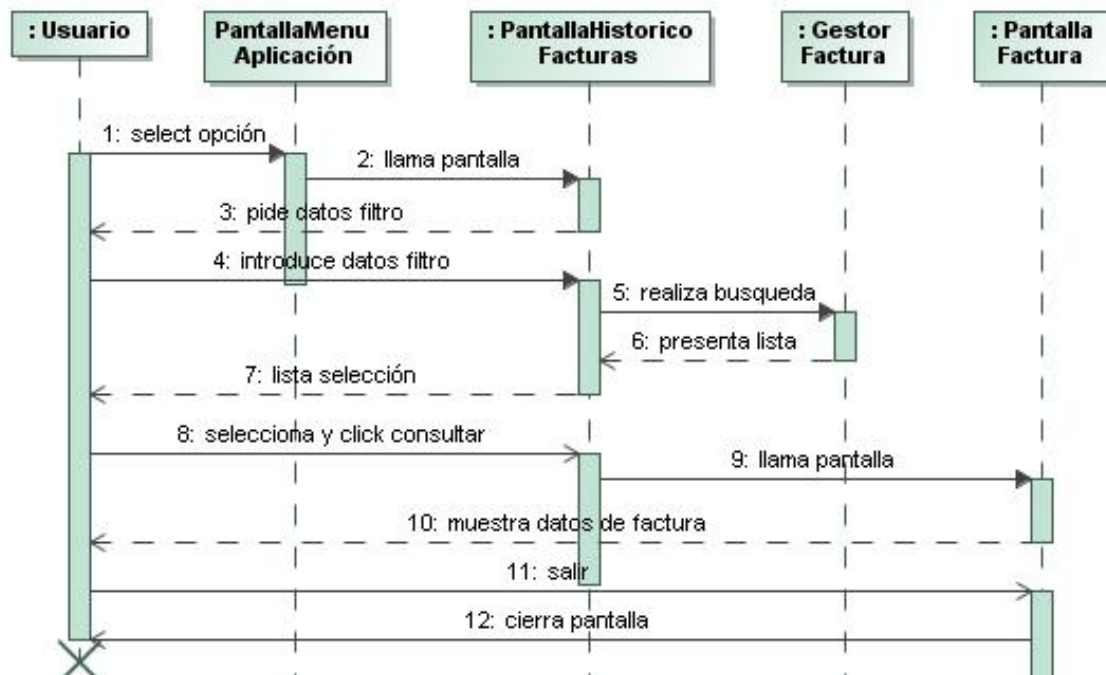 : Usuario
PantallaMenu
Aplicación
: PantallaHistorico
Facturas
: Gestor
Factura
: Pantalla
Factura
1: select opción
2: llama pantalla
3: pide datos filtro
4: introduce datos filtro
5: realiza busqueda
6: presenta lista
7: lista selección
8: selecciona y click consultar
9: llama pantalla
10: muestra datos de factura
11: salir
12: cierra pantalla